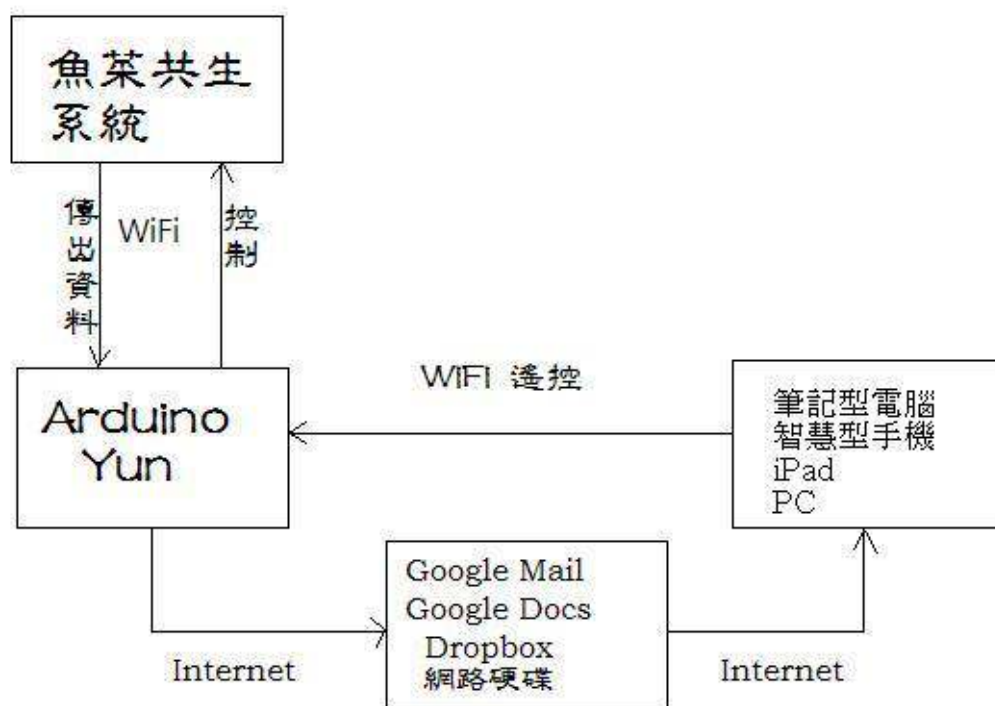 魚菜共生
系統
傳出資料
WiFi
控制
WIFI 遙控
Arduino
Yun
筆記型電腦
智慧型手機
iPad
PC
Google Mail
Google Docs
Dropbox
網路硬碟
Internet
Internet